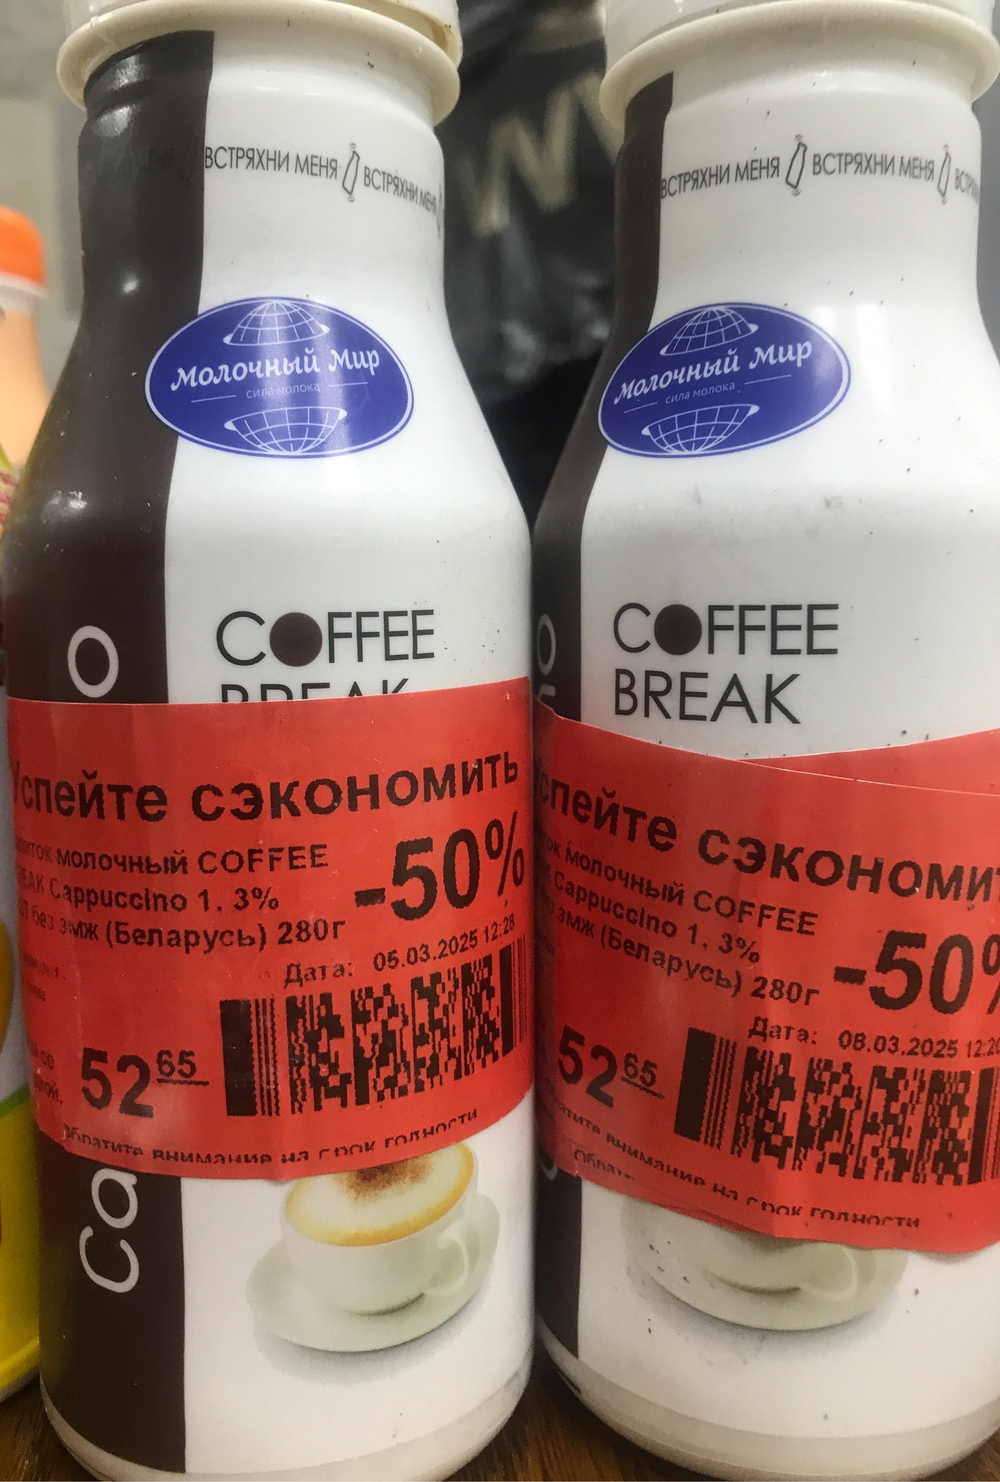 ВСТРЯХНИ МЕНЯ ВСТРЯХНИ МЕНЯ
Молочный Мир
сила молока
COFFEE
BREAK
Успейте сэкономить
молочный COFFEE
Cappuccino 1. 3%
-50%
без змж (Беларусь) 280г
Дата: 05.03.2025 12:28
52 65
Обратите внимание на срок годности
Ca
o
ВСТРЯХНИ МЕНЯ ВСТРЯХНИ МЕНЯ
Молочный Мир
сила молока
COFFEE
BREAK
спейте сэкономит
молочный COFFEE
Cappuccino 1. 3%
-50%
змж (Беларусь) 280г
Дата: 08.03.2025 12:20
52 65
внимание на срок годности